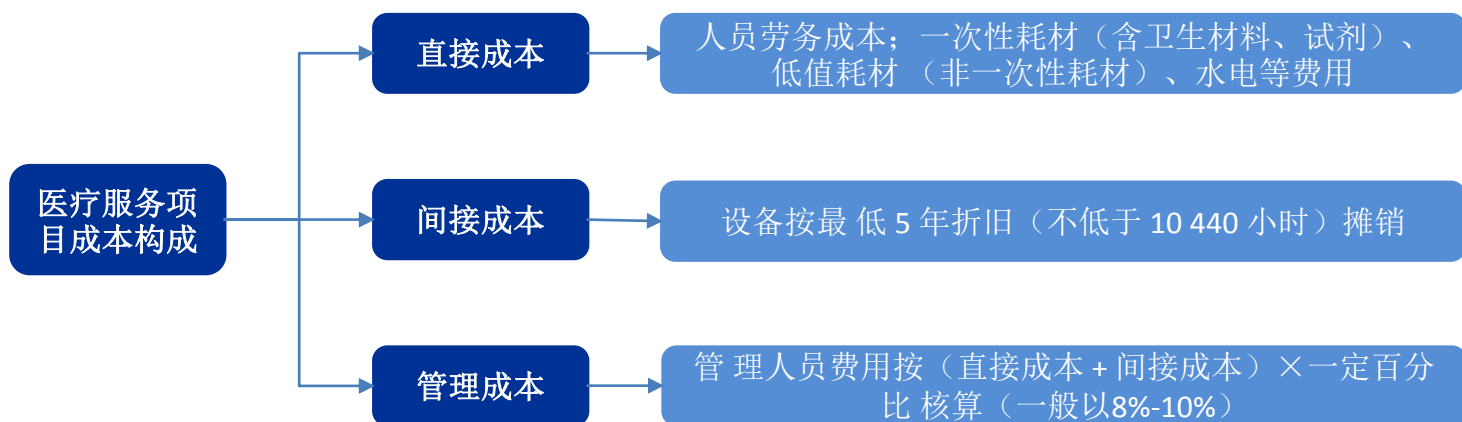 医疗服务项
目成本构成
直接成本
人员劳务成本；一次性耗材（含卫生材料、试剂）、
低值耗材 （非一次性耗材）、水电等费用
间接成本
设备按最 低 5 年折旧（不低于 10 440 小时）摊销
管理成本
管 理人员费用按（直接成本 + 间接成本）×一定百分
比 核算（一般以8%-10%）